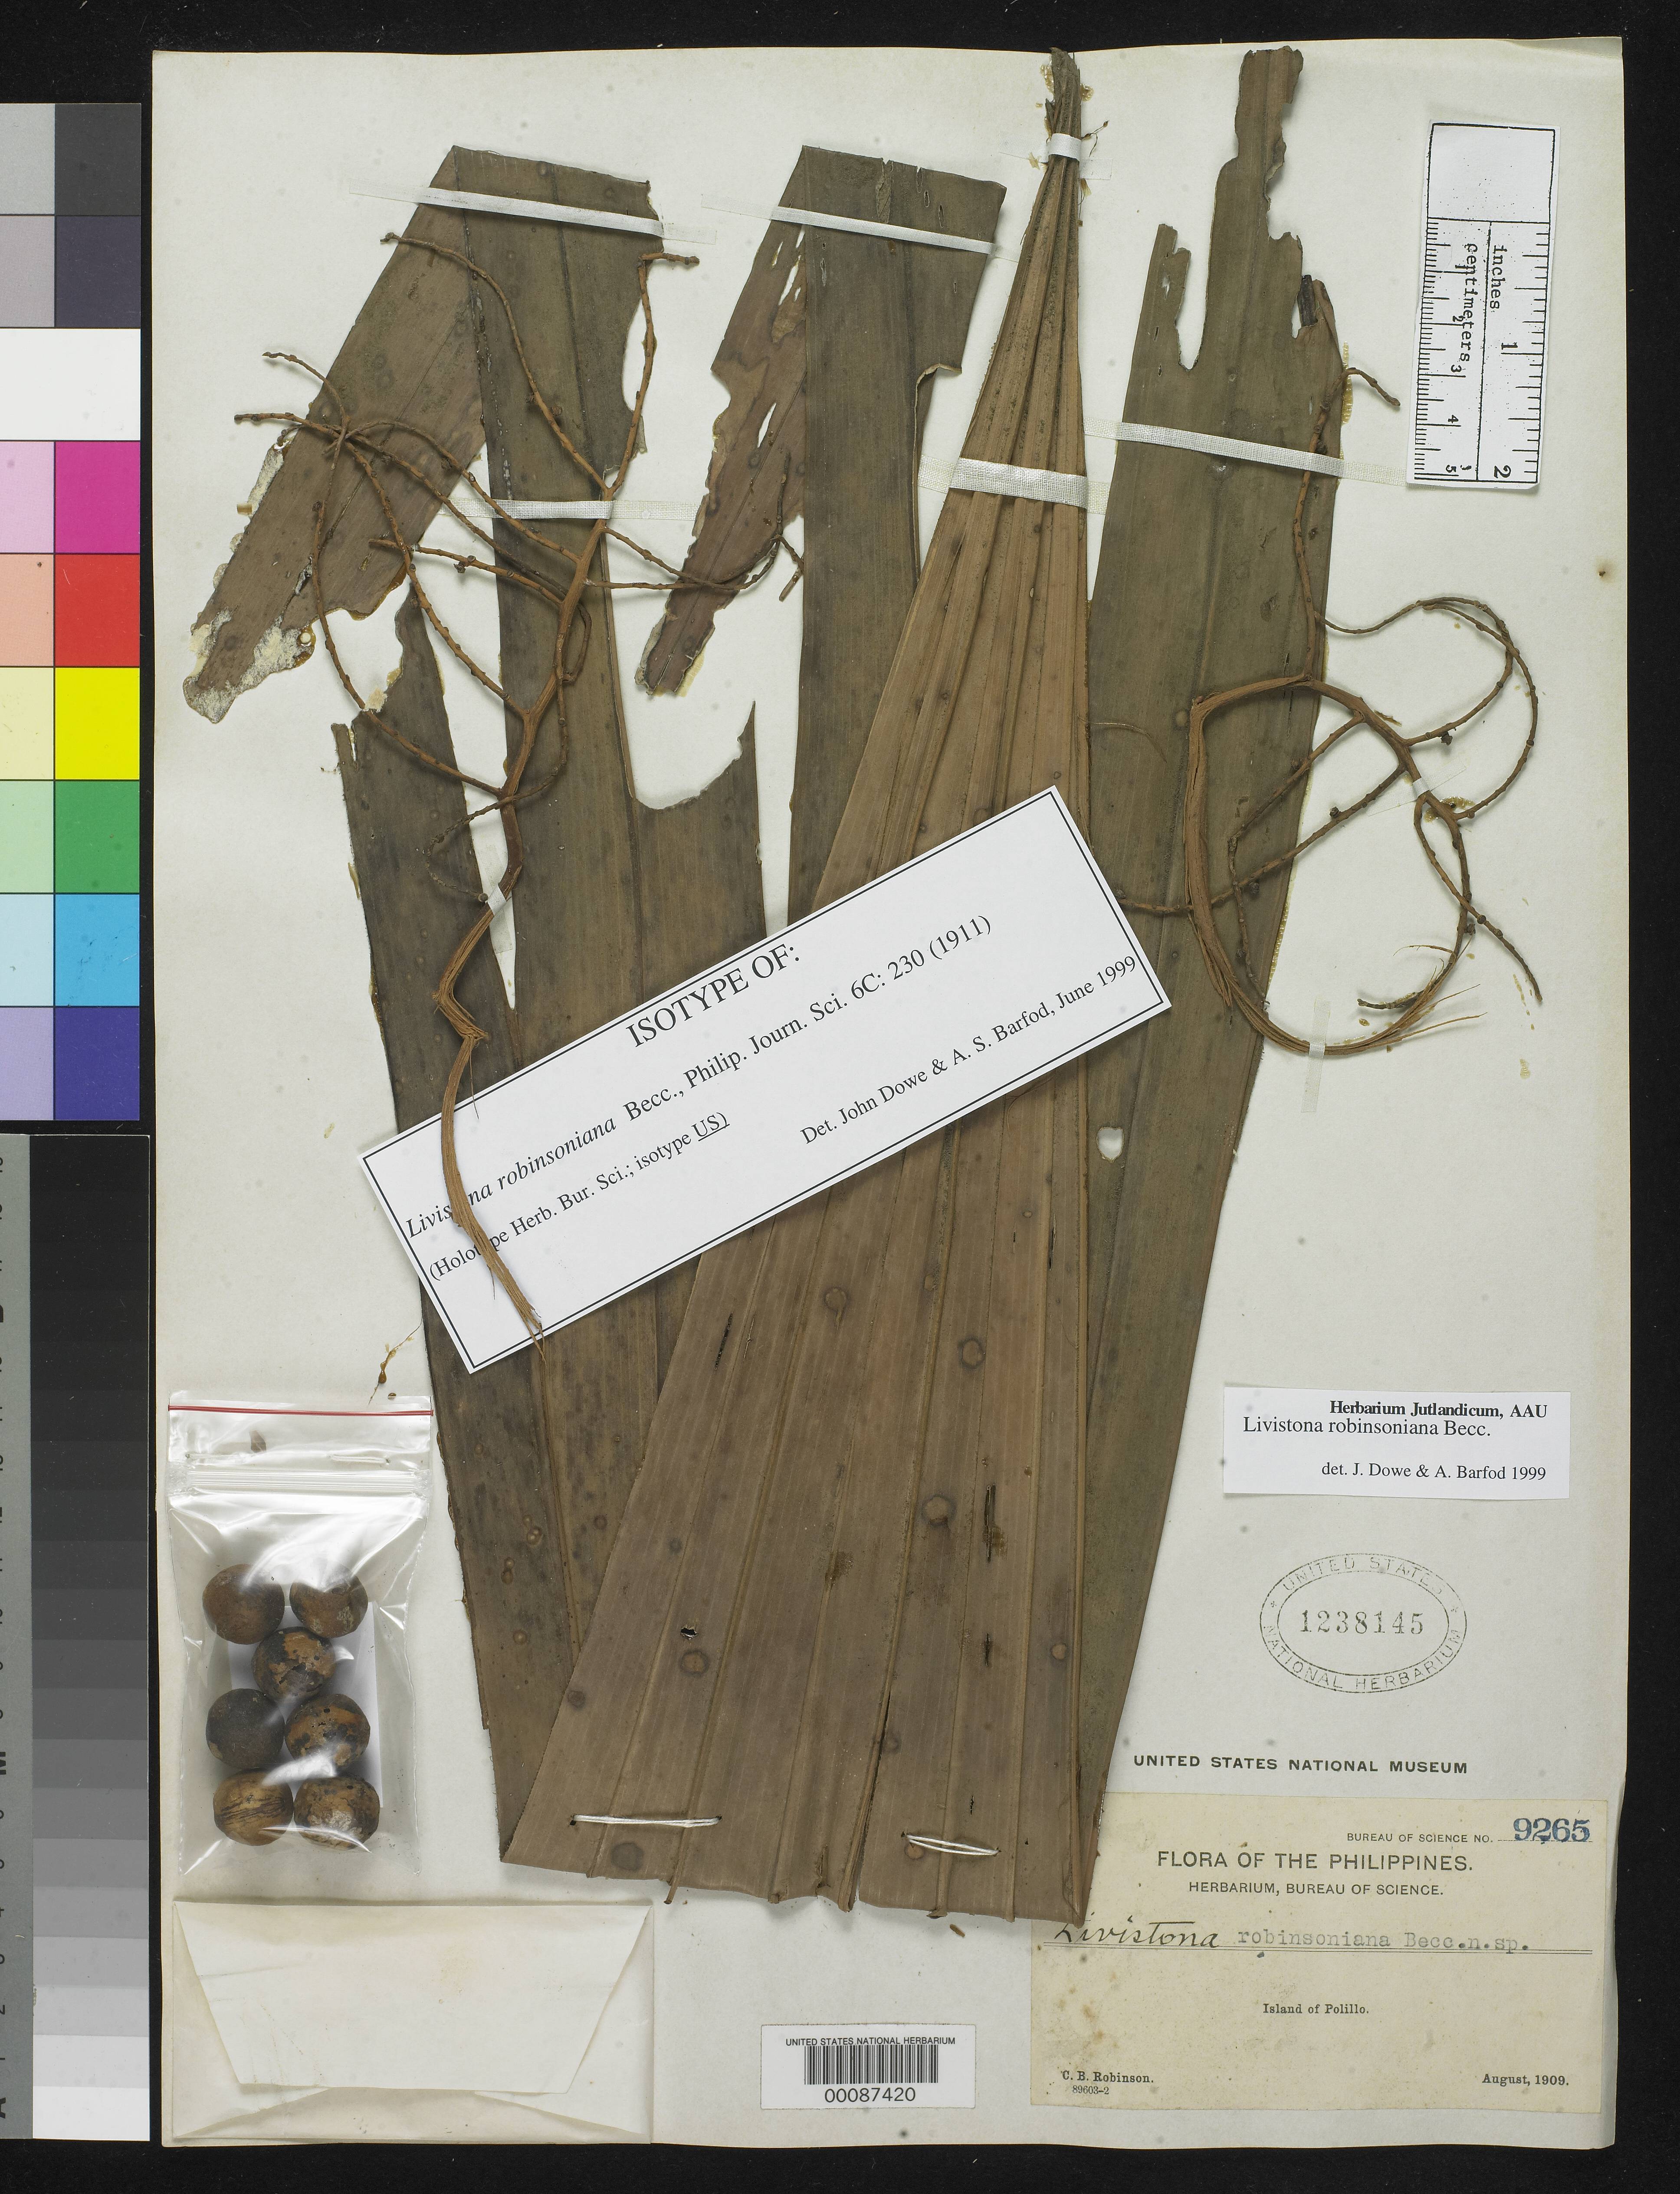 inches
centimeters
1
2
2
3
4
5
ISOTYPE OF:
Livis na robinsoniana Becc., Philip. Journ. Sci. 6C: 230 (1911)
(Holo pe Herb. Bur. Sci.; isotype US)
Det. John Dowe & A. S. Barfod, June 1999
Herbarium Jutlandicum, AAU
Livistona robinsoniana Becc.
det. J. Dowe & A. Barfod 1999
UNITED STATES
1238145
NATIONAL HERBARIUM
UNITED STATES NATIONAL MUSEUM
BUREAU OF SCIENCE NO. 9265
FLORA OF THE PHILIPPINES.
HERBARIUM, BUREAU OF SCIENCE.
Livistona robinsoniana Becc.n.sp.
Island of Polillo.
C. B. Robinson.
August, 1909.
89603-2
UNITED STATES NATIONAL HERBARIUM
00087420